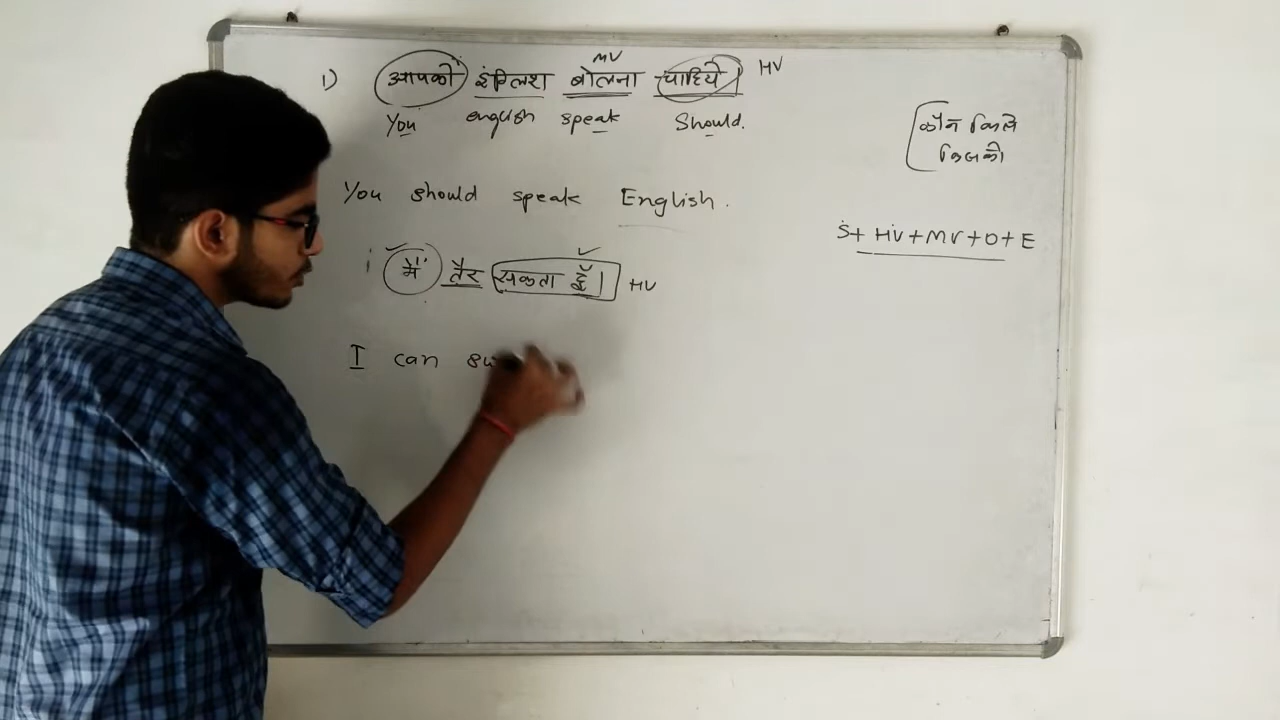 1) आपको इंग्लिश बोलना चाहिये। HV
MV
You english speak Should.
You should speak English.
मैं तैर सकता हूँ। HV
I can sw
कौन किसे
किसको
S+ HV+MV+O+E